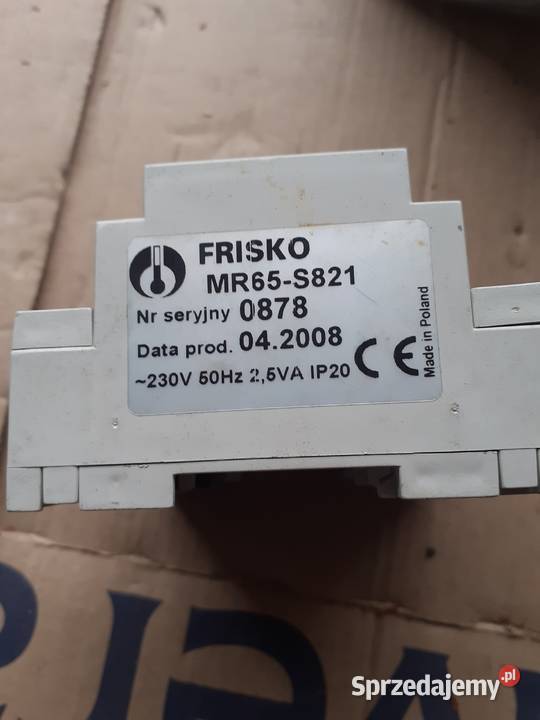 FRISKO
MR65-S821
Nr seryjny 0878
Data prod. 04.2008
~230V 50Hz 2,5VA IP20
CE
Made in Poland
Sprzedajemy.pl